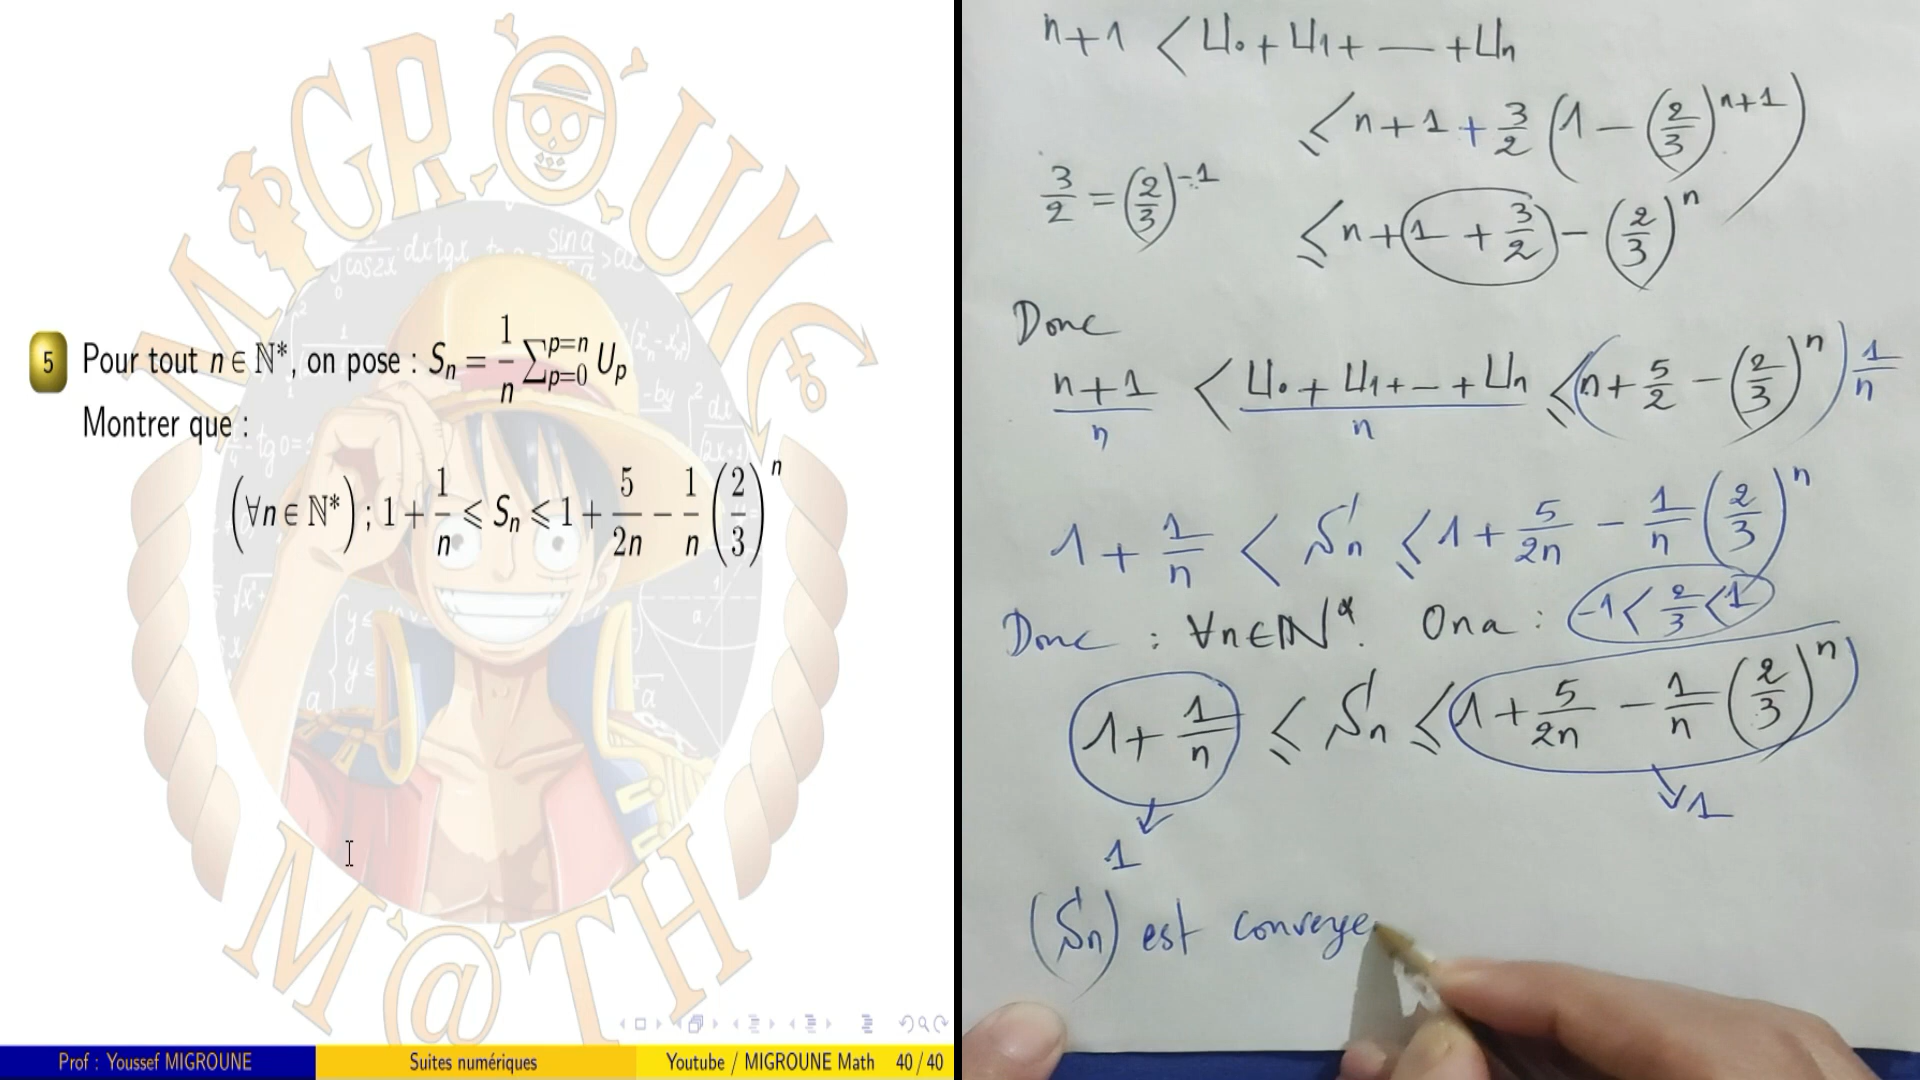 MIGROUNE
M@TH
5 Pour tout n ∈ ℕ*, on pose : Sₙ = 1/n ∑_{p=0}^{p=n} Uₚ
Montrer que :
(∀n ∈ ℕ*) ; 1 + 1/n ⩽ Sₙ ⩽ 1 + 5/(2n) − 1/n (2/3)ⁿ
Prof : Youssef MIGROUNE Suites numériques Youtube / MIGROUNE Math 40 / 40
n+1 < U₀ + U₁ + — + Uₙ
⩽ n+1 + 3/2 (1 − (2/3)ⁿ⁺¹)
3/2 = (2/3)⁻¹
⩽ n + 1 + 3/2 − (2/3)ⁿ
Donc
(n+1)/n < (U₀ + U₁ + — + Uₙ)/n ⩽ (n + 5/2 − (2/3)ⁿ) 1/n
1 + 1/n < Sₙ ⩽ 1 + 5/(2n) − 1/n (2/3)ⁿ
Donc : ∀n∈ℕ*. On a : −1 < 2/3 < 1
1 + 1/n ⩽ Sₙ ⩽ 1 + 5/(2n) − 1/n (2/3)ⁿ
↓ 1 ↓ 1
(Sₙ) est converge